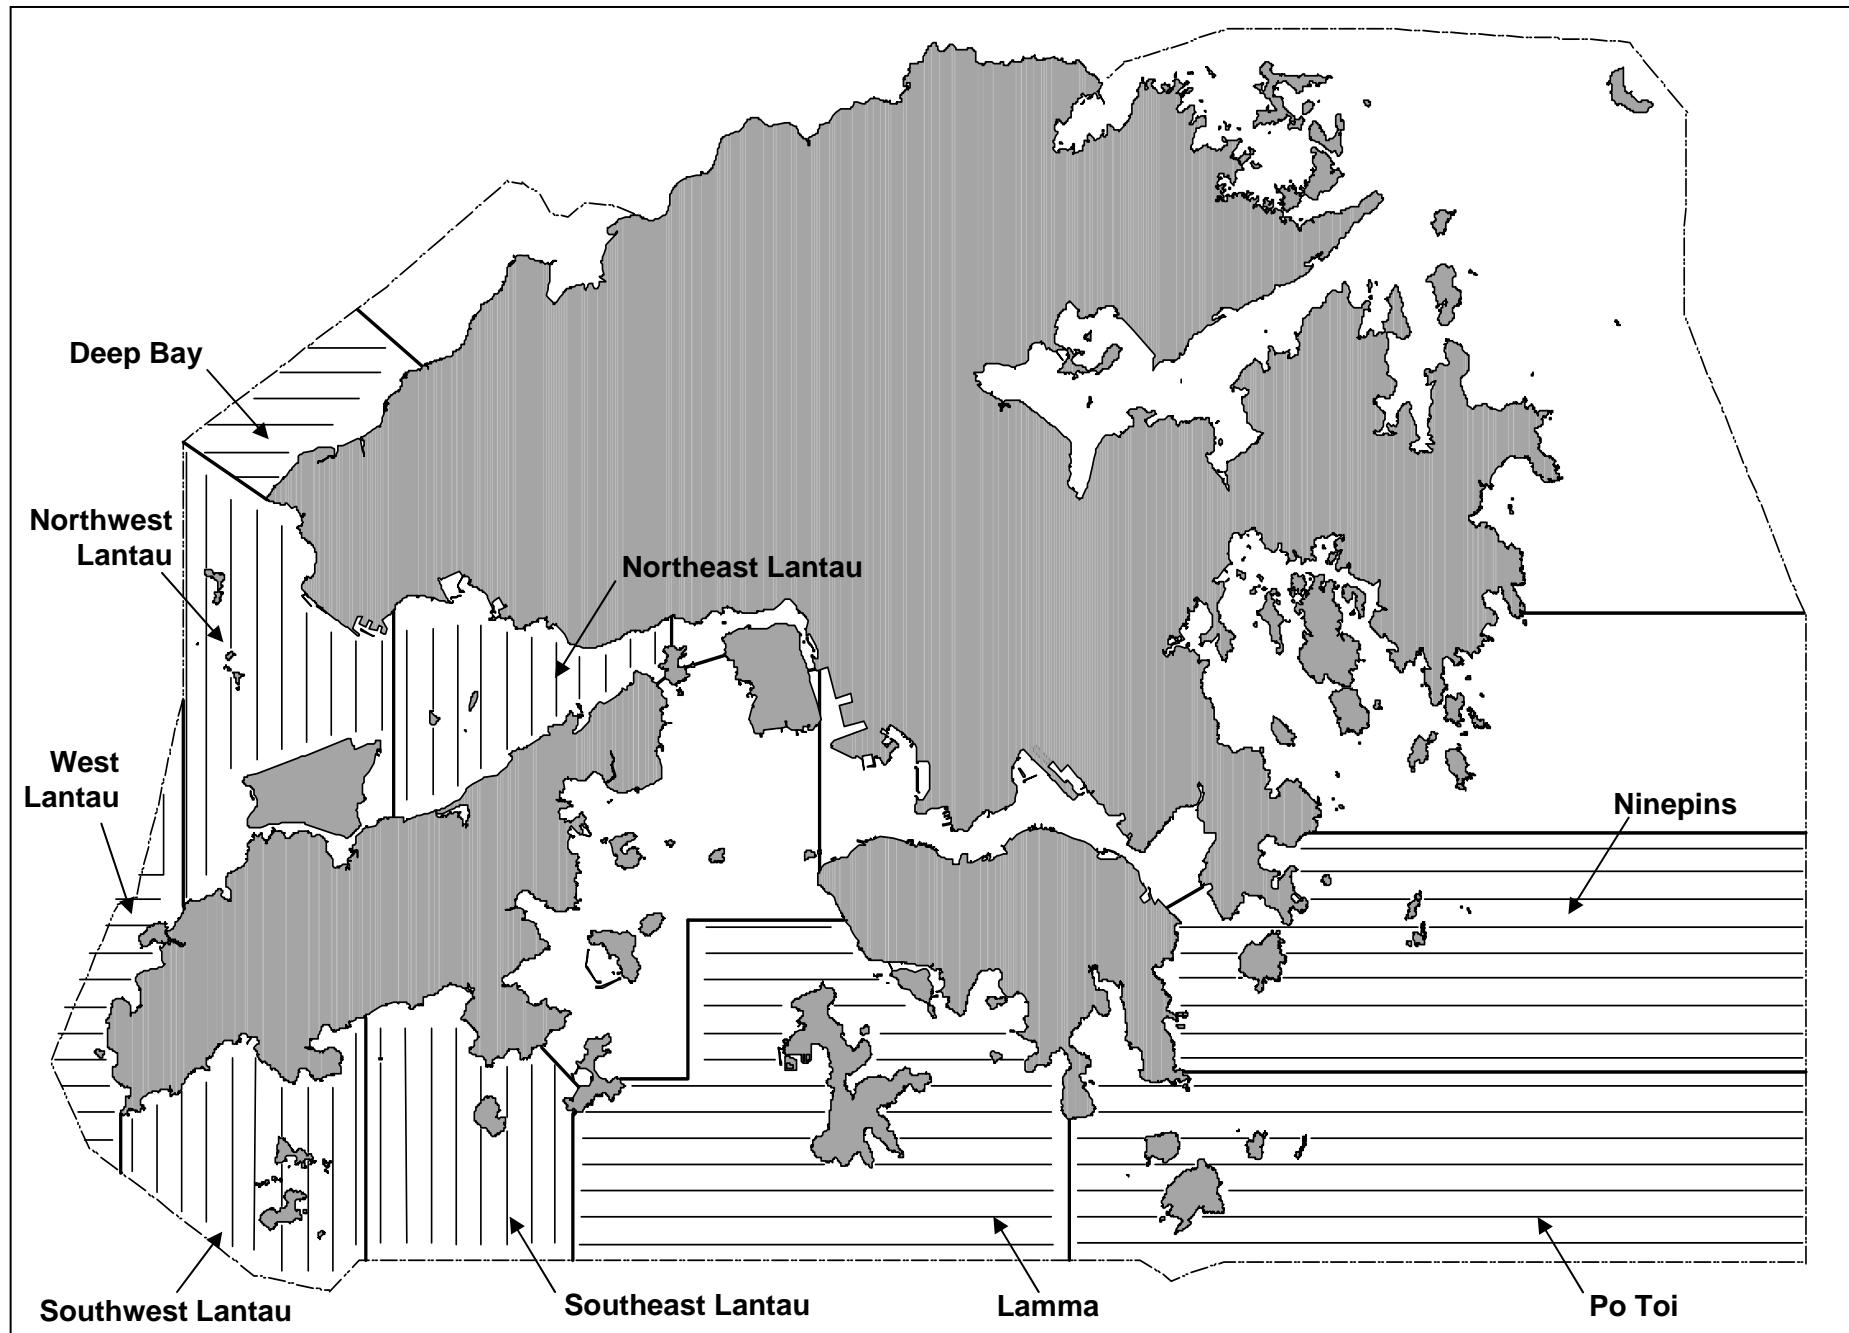 Deep Bay
Northwest
Lantau
Northeast Lantau
West
Lantau
Ninepins
Southwest Lantau
Southeast Lantau
Lamma
Po Toi